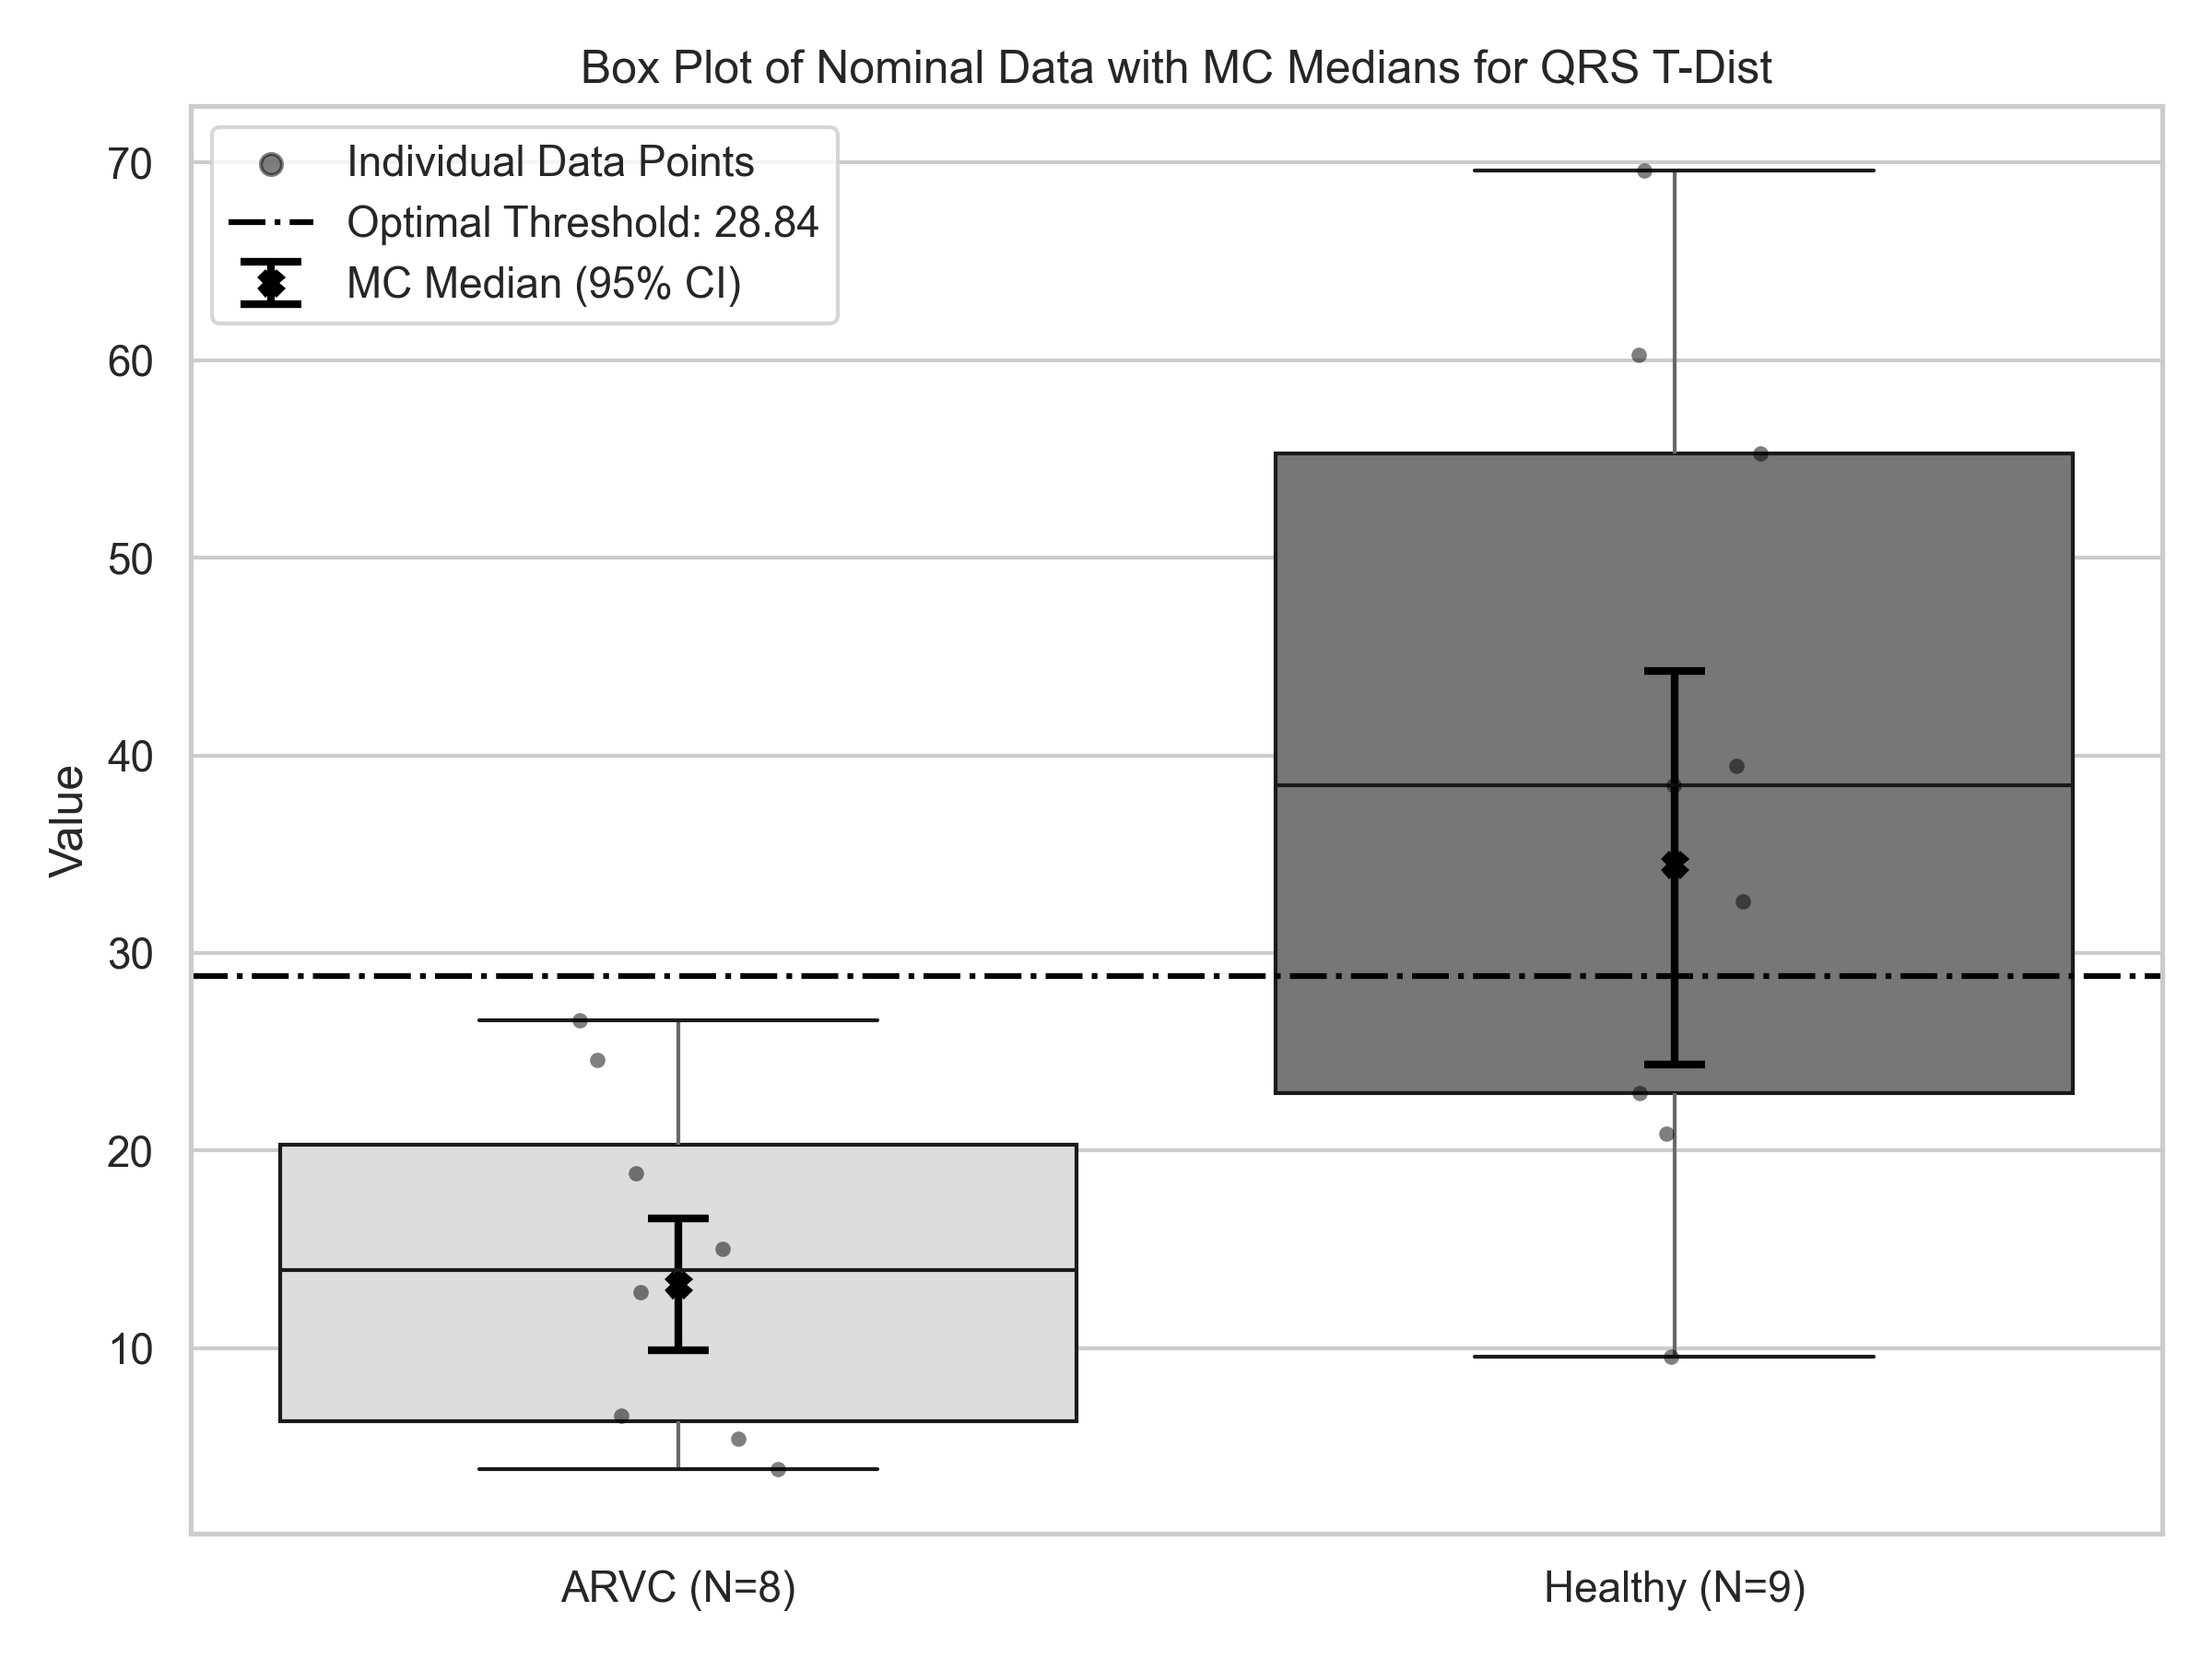 Box Plot of Nominal Data with MC Medians for QRS T-Dist
Individual Data Points
Optimal Threshold: 28.84
MC Median (95% CI)
Value
70
60
50
40
30
20
10
ARVC (N=8)
Healthy (N=9)